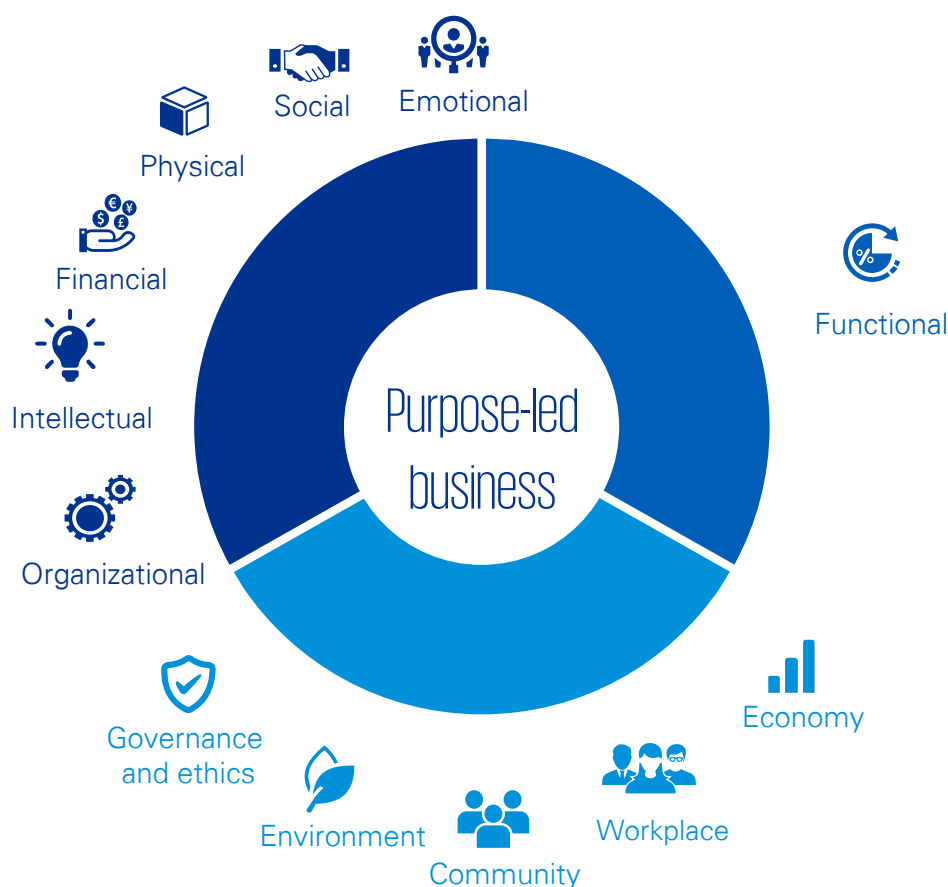 Social
Emotional
Physical
Financial
Functional
Intellectual
Purpose-led
business
Organizational
Economy
Governance
and ethics
Environment
Workplace
Community
$
€
£
¥
%